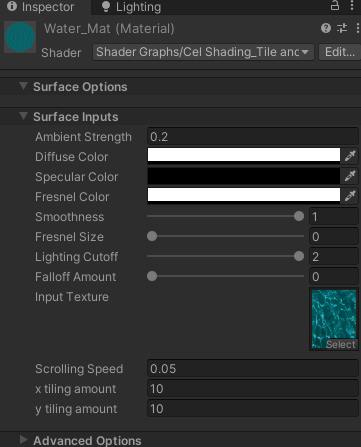 Inspector
Lighting
Water_Mat (Material)
Shader
Shader Graphs/Cel Shading_Tile and
Edit...
Surface Options
Surface Inputs
Ambient Strength
0.2
Diffuse Color
Specular Color
Fresnel Color
Smoothness
1
Fresnel Size
0
Lighting Cutoff
2
Falloff Amount
0
Input Texture
Select
Scrolling Speed
0.05
x tiling amount
10
y tiling amount
10
Advanced Options